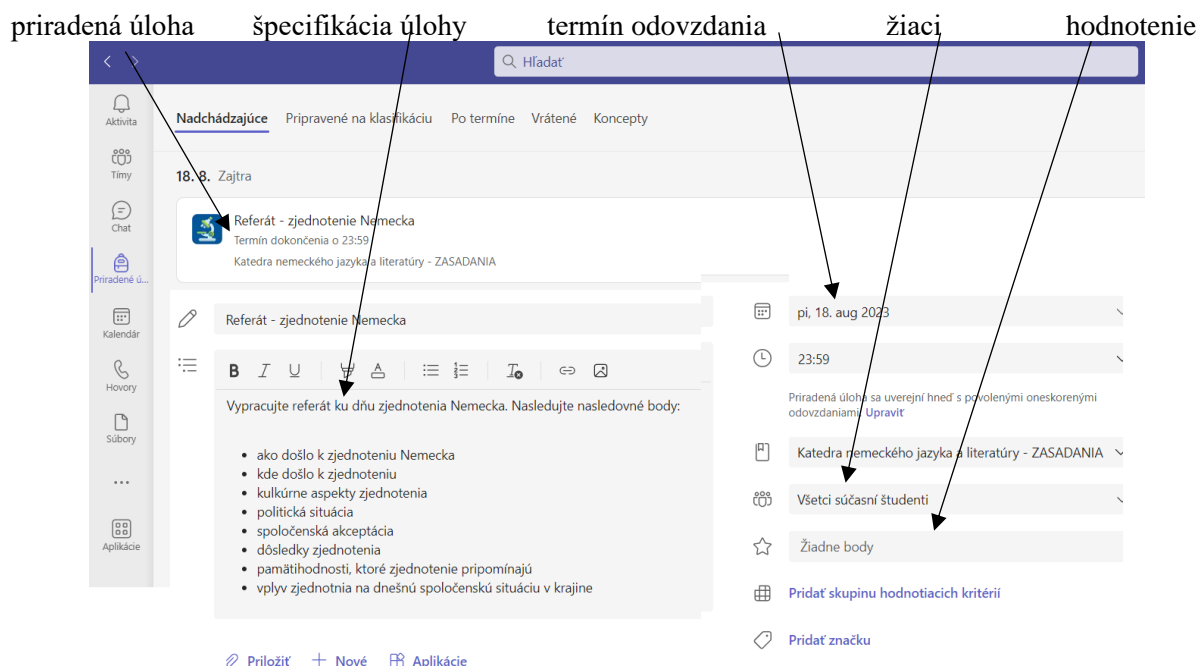 priradená úloha špecifikácia úlohy termín odovzdania žiaci hodnotenie
Hľadať
Aktivita
Tímy
Chat
Priradené ú...
Kalendár
Hovory
Súbory
Aplikácie
Nadchádzajúce Pripravené na klasifikáciu Po termíne Vrátené Koncepty
18. 8. Zajtra
Referát - zjednotenie Nemecka
Termín dokončenia o 23:59
Katedra nemeckého jazyka a literatúry - ZASADANIA
Referát - zjednotenie Nemecka
B I U A
Vypracujte referát ku dňu zjednotenia Nemecka. Nasledujte nasledovné body:
• ako došlo k zjednoteniu Nemecka
• kde došlo k zjednoteniu
• kulkúrne aspekty zjednotenia
• politická situácia
• spoločenská akceptácia
• dôsledky zjednotenia
• pamätihodnosti, ktoré zjednotenie pripomínajú
• vplyv zjednotnia na dnešnú spoločenskú situáciu v krajine
Priložiť Nové Aplikácie
pi, 18. aug 2023
23:59
Priradená úloha sa uverejní hneď s povolenými oneskorenými
odovzdaniami. Upraviť
Katedra nemeckého jazyka a literatúry - ZASADANIA
Všetci súčasní študenti
Žiadne body
Pridať skupinu hodnotiacich kritérií
Pridať značku